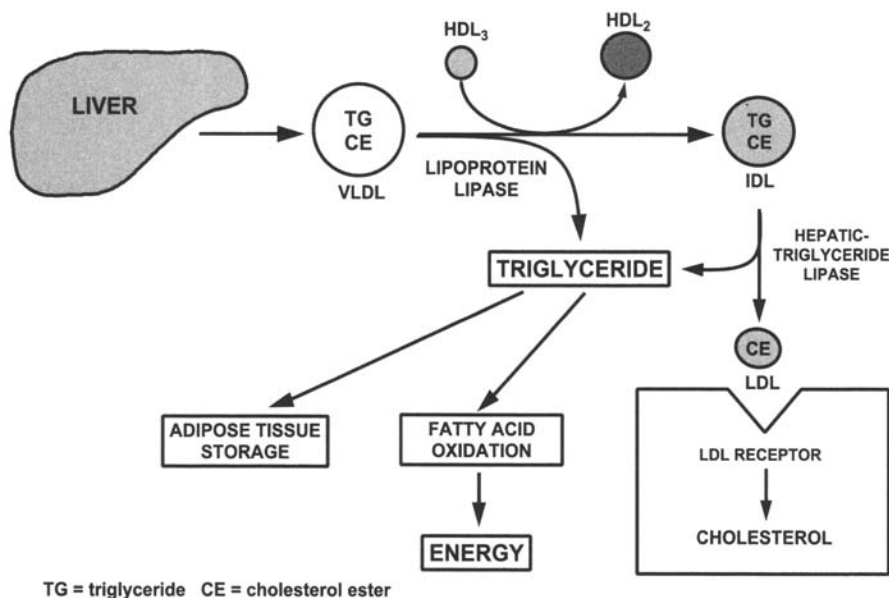 HDL₃
HDL₂
LIVER
TG
CE
VLDL
LIPOPROTEIN
LIPASE
TG
CE
IDL
HEPATIC-
TRIGLYCERIDE
LIPASE
TRIGLYCERIDE
CE
LDL
ADIPOSE TISSUE
STORAGE
FATTY ACID
OXIDATION
LDL RECEPTOR
CHOLESTEROL
ENERGY
TG = triglyceride CE = cholesterol ester